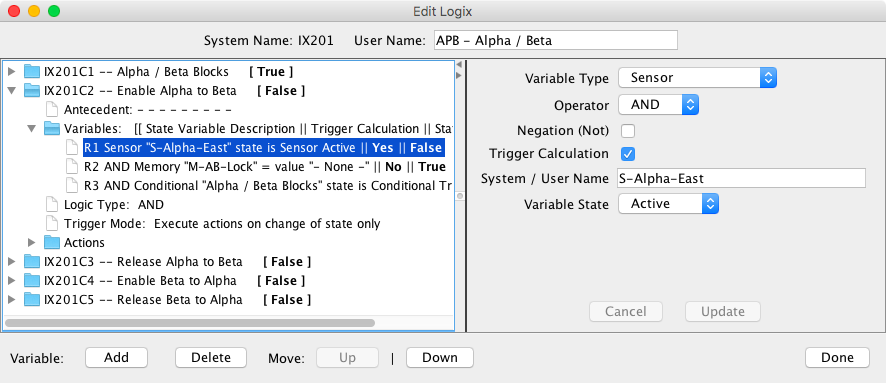 Edit Logix
System Name: IX201 User Name: APB - Alpha / Beta
IX201C1 -- Alpha / Beta Blocks [ True ]
IX201C2 -- Enable Alpha to Beta [ False ]
Antecedent: - - - - - - - - -
Variables: [[ State Variable Description || Trigger Calculation || Stat
R1 Sensor "S-Alpha-East" state is Sensor Active || Yes || False
R2 AND Memory "M-AB-Lock" = value "- None -" || No || True
R3 AND Conditional "Alpha / Beta Blocks" state is Conditional Tr
Logic Type: AND
Trigger Mode: Execute actions on change of state only
Actions
IX201C3 -- Release Alpha to Beta [ False ]
IX201C4 -- Enable Beta to Alpha [ False ]
IX201C5 -- Release Beta to Alpha [ False ]
Variable Type Sensor
Operator AND
Negation (Not)
Trigger Calculation
System / User Name S-Alpha-East
Variable State Active
Cancel Update
Variable: Add Delete Move: Up | Down Done